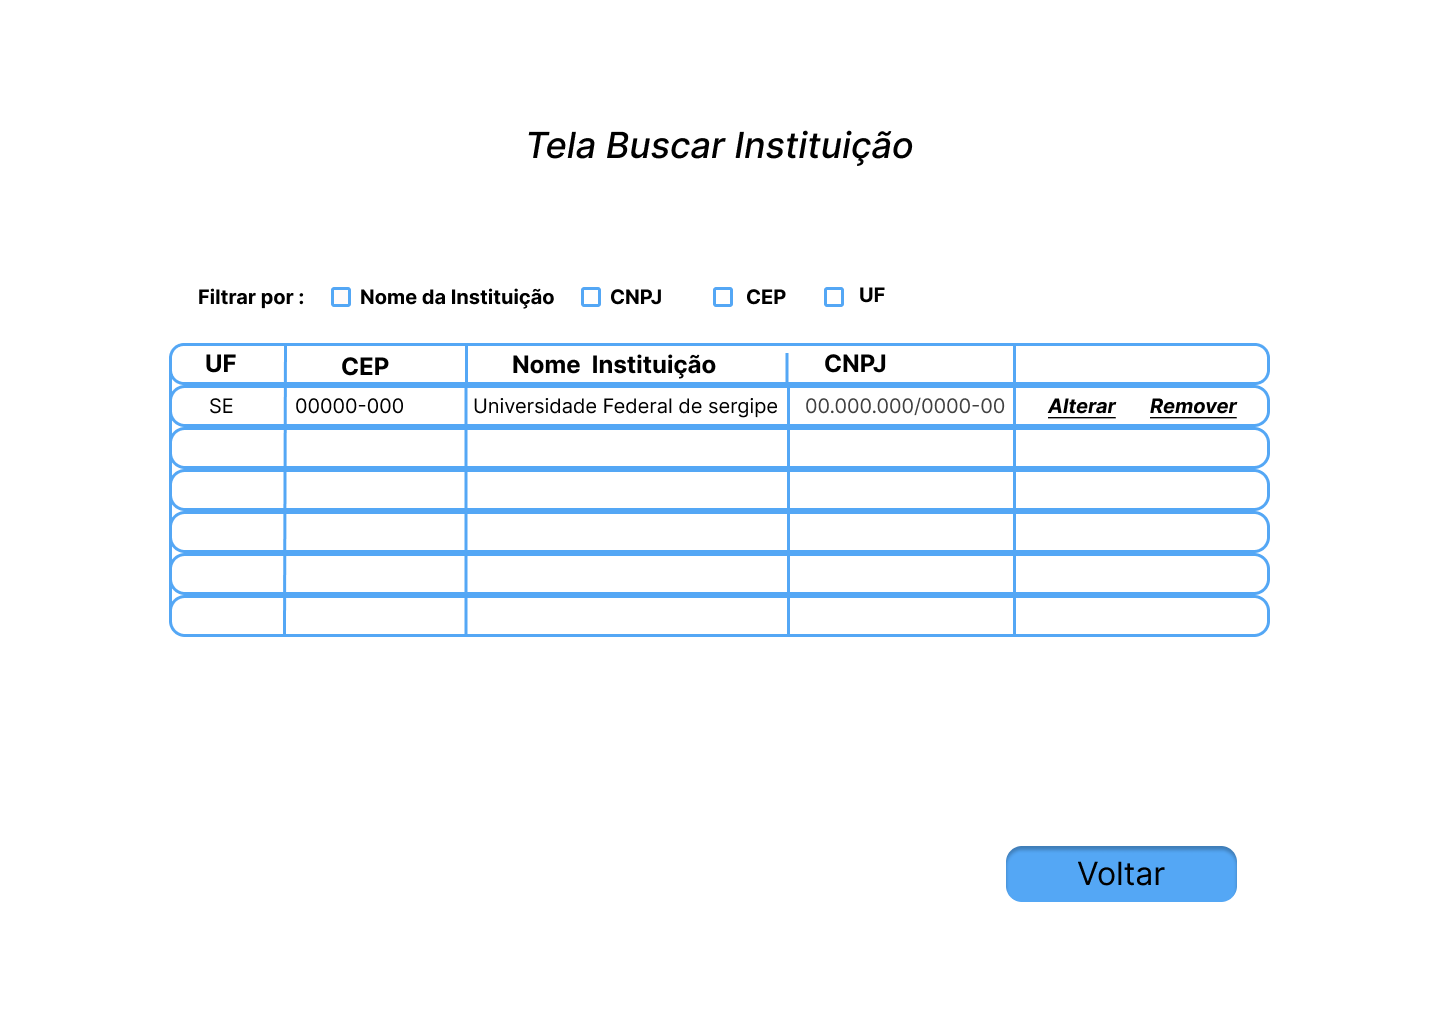 Tela Buscar Instituição
Filtrar por : Nome da Instituição CNPJ CEP UF
UF CEP Nome Instituição CNPJ
SE 00000-000 Universidade Federal de sergipe 00.000.000/0000-00 Alterar Remover
Voltar